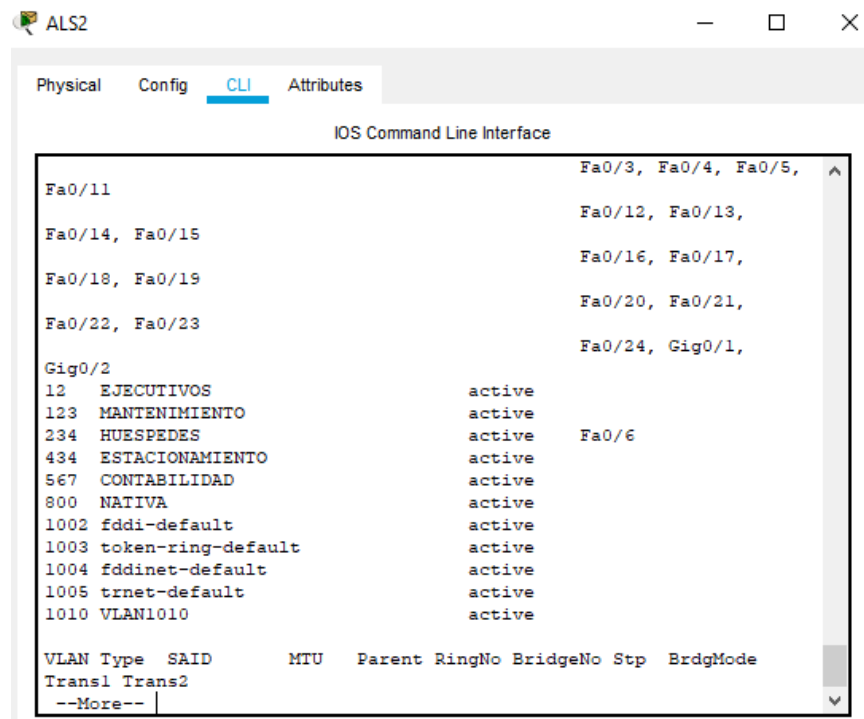 ALS2
Physical Config CLI Attributes
IOS Command Line Interface
Fa0/3, Fa0/4, Fa0/5,
Fa0/11
Fa0/12, Fa0/13,
Fa0/14, Fa0/15
Fa0/16, Fa0/17,
Fa0/18, Fa0/19
Fa0/20, Fa0/21,
Fa0/22, Fa0/23
Fa0/24, Gig0/1,
Gig0/2
12 EJECUTIVOS active
123 MANTENIMIENTO active
234 HUESPEDES active Fa0/6
434 ESTACIONAMIENTO active
567 CONTABILIDAD active
800 NATIVA active
1002 fddi-default active
1003 token-ring-default active
1004 fddinet-default active
1005 trnet-default active
1010 VLAN1010 active
VLAN Type SAID MTU Parent RingNo BridgeNo Stp BrdgMode
Trans1 Trans2
--More--